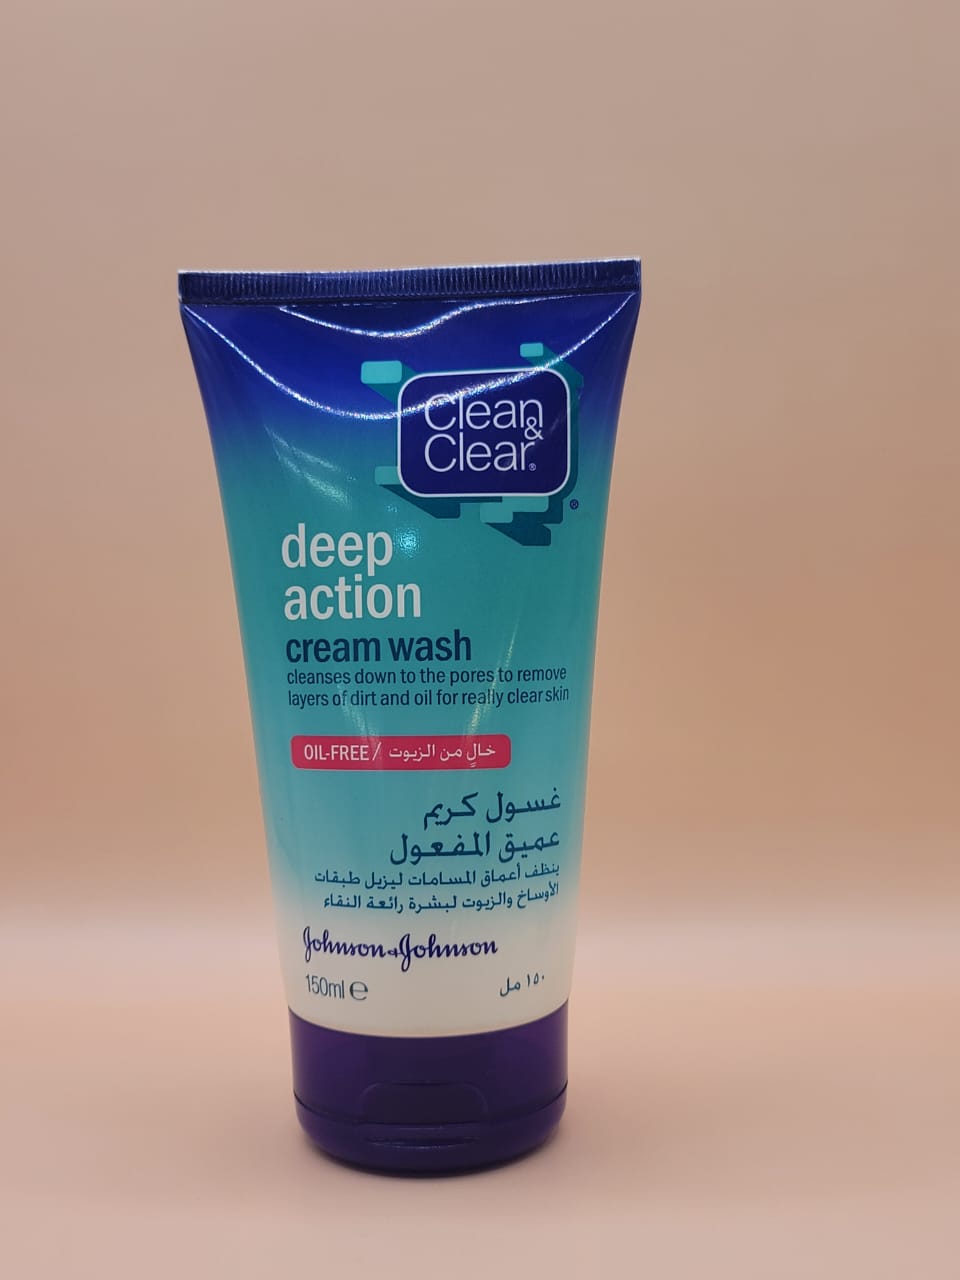 Clean
&
Clear®
®
deep
action
cream wash
cleanses down to the pores to remove
layers of dirt and oil for really clear skin
OIL-FREE / خالٍ من الزيوت
غسول كريم
عميق المفعول
ينظف أعماق المسامات ليزيل طبقات
الأوساخ والزيوت لبشرة رائعة النقاء
Johnson & Johnson
150ml ℮ ١٥٠ مل